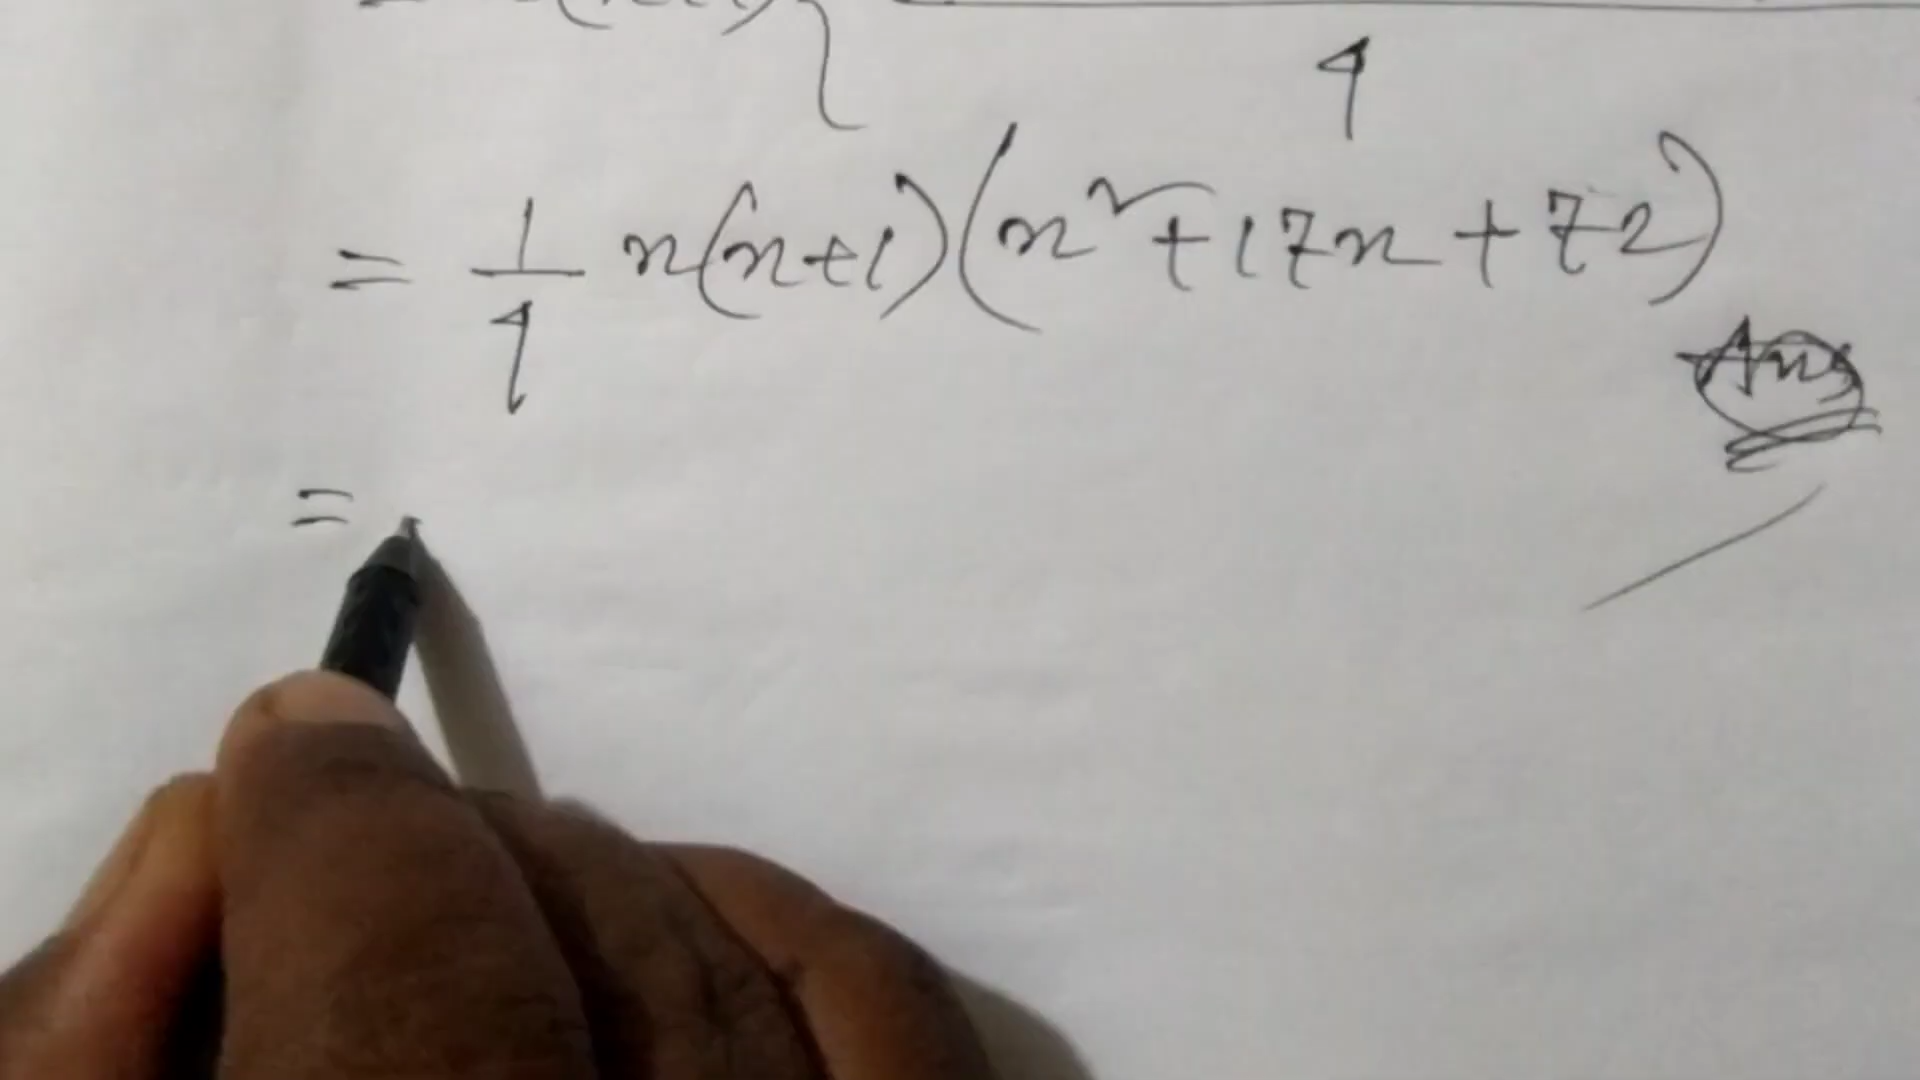 4
= 1/4 n(n+1)(n²+17n+72)
Ans
=